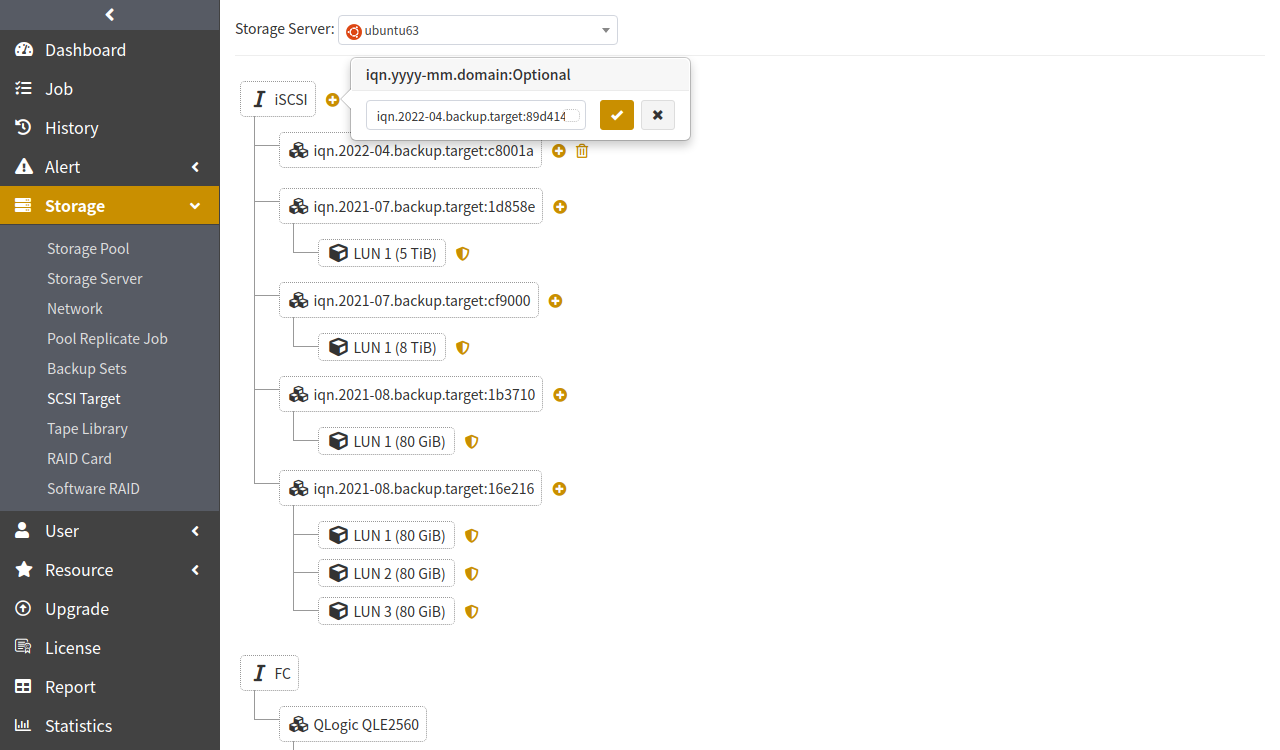 Dashboard
Job
History
Alert
Storage
Storage Pool
Storage Server
Network
Pool Replicate Job
Backup Sets
SCSI Target
Tape Library
RAID Card
Software RAID
User
Resource
Upgrade
License
Report
Statistics
Storage Server: ubuntu63
iqn.yyyy-mm.domain:Optional
iqn.2022-04.backup.target:89d414
iSCSI
iqn.2022-04.backup.target:c8001a
iqn.2021-07.backup.target:1d858e
LUN 1 (5 TiB)
iqn.2021-07.backup.target:cf9000
LUN 1 (8 TiB)
iqn.2021-08.backup.target:1b3710
LUN 1 (80 GiB)
iqn.2021-08.backup.target:16e216
LUN 1 (80 GiB)
LUN 2 (80 GiB)
LUN 3 (80 GiB)
FC
QLogic QLE2560